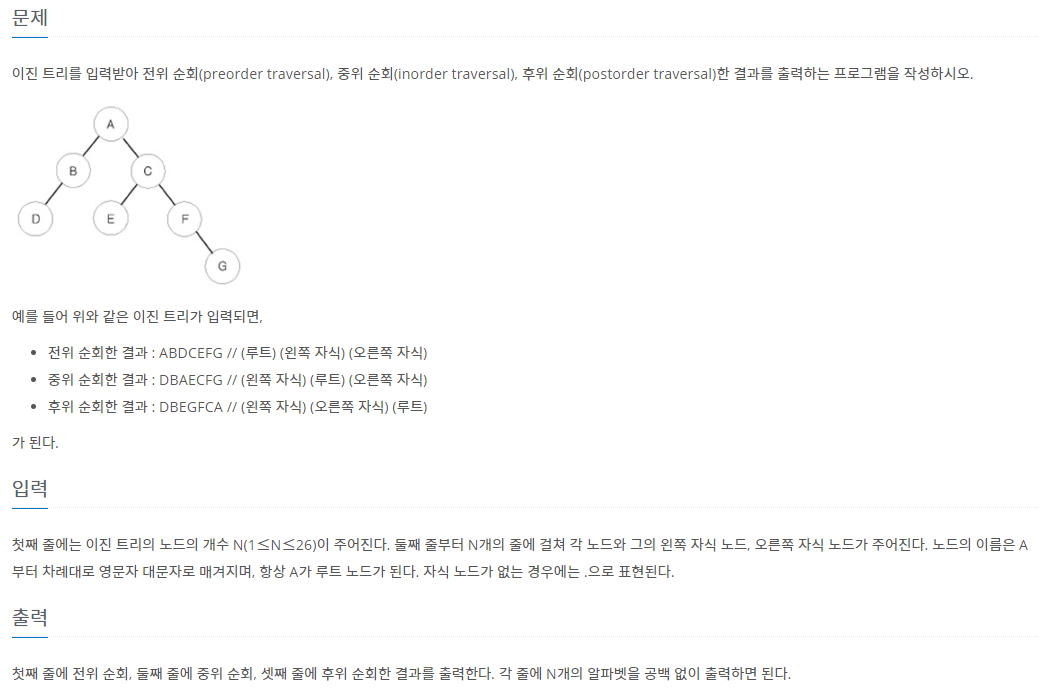 문제
이진 트리를 입력받아 전위 순회(preorder traversal), 중위 순회(inorder traversal), 후위 순회(postorder traversal)한 결과를 출력하는 프로그램을 작성하시오.
A
B
C
D
E
F
G
예를 들어 위와 같은 이진 트리가 입력되면,
전위 순회한 결과 : ABDCEFG // (루트) (왼쪽 자식) (오른쪽 자식)
중위 순회한 결과 : DBAECFG // (왼쪽 자식) (루트) (오른쪽 자식)
후위 순회한 결과 : DBEGFCA // (왼쪽 자식) (오른쪽 자식) (루트)
가 된다.
입력
첫째 줄에는 이진 트리의 노드의 개수 N(1≤N≤26)이 주어진다. 둘째 줄부터 N개의 줄에 걸쳐 각 노드와 그의 왼쪽 자식 노드, 오른쪽 자식 노드가 주어진다. 노드의 이름은 A
부터 차례대로 영문자 대문자로 매겨지며, 항상 A가 루트 노드가 된다. 자식 노드가 없는 경우에는 .으로 표현된다.
출력
첫째 줄에 전위 순회, 둘째 줄에 중위 순회, 셋째 줄에 후위 순회한 결과를 출력한다. 각 줄에 N개의 알파벳을 공백 없이 출력하면 된다.